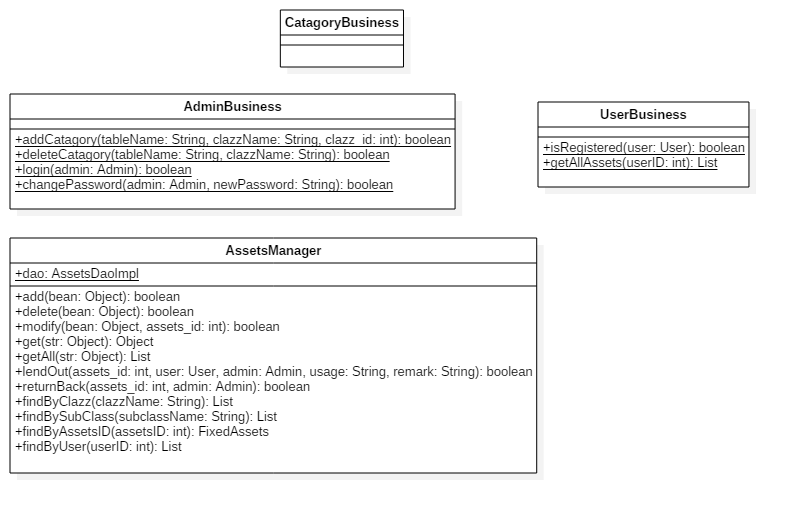 CatagoryBusiness
AdminBusiness
+addCatagory(tableName: String, clazzName: String, clazz_id: int): boolean
+deleteCatagory(tableName: String, clazzName: String): boolean
+login(admin: Admin): boolean
+changePassword(admin: Admin, newPassword: String): boolean
UserBusiness
+isRegistered(user: User): boolean
+getAllAssets(userID: int): List
AssetsManager
+dao: AssetsDaoImpl
+add(bean: Object): boolean
+delete(bean: Object): boolean
+modify(bean: Object, assets_id: int): boolean
+get(str: Object): Object
+getAll(str: Object): List
+lendOut(assets_id: int, user: User, admin: Admin, usage: String, remark: String): boolean
+returnBack(assets_id: int, admin: Admin): boolean
+findByClazz(clazzName: String): List
+findBySubClass(subclassName: String): List
+findByAssetsID(assetsID: int): FixedAssets
+findByUser(userID: int): List